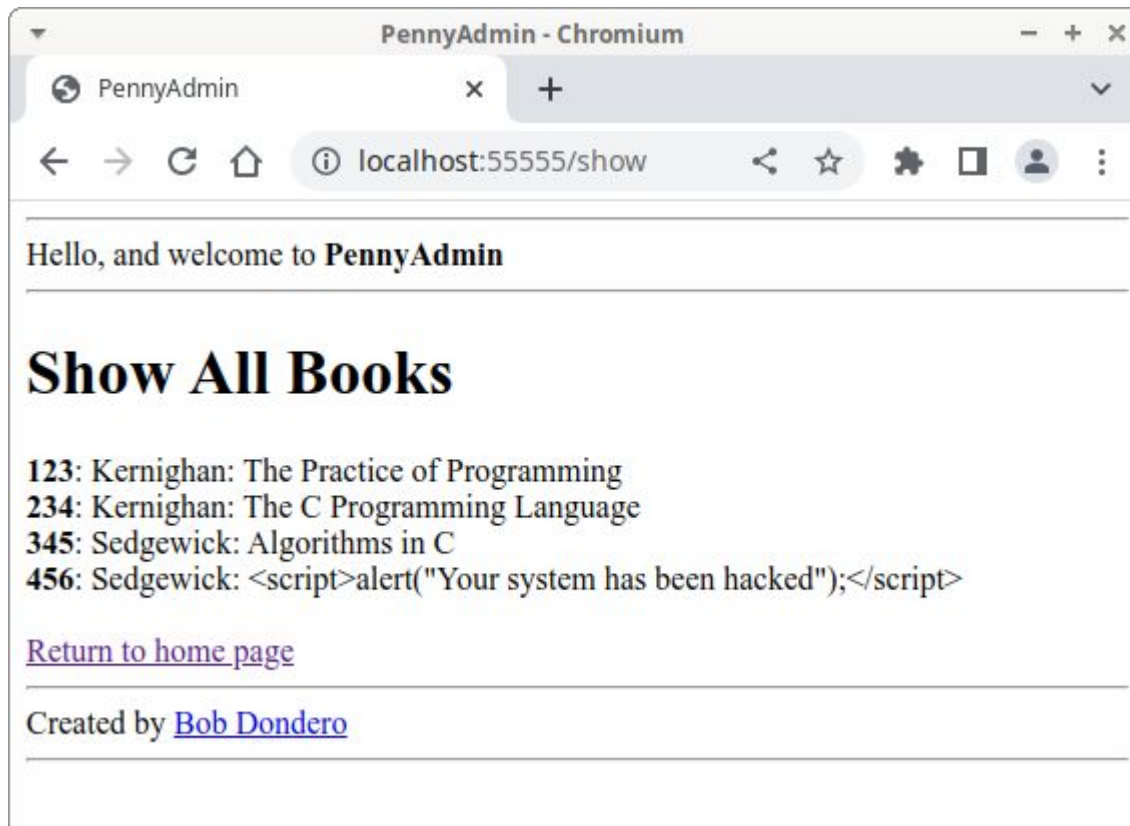 PennyAdmin - Chromium
PennyAdmin
localhost:55555/show
Hello, and welcome to PennyAdmin
Show All Books
123: Kernighan: The Practice of Programming
234: Kernighan: The C Programming Language
345: Sedgewick: Algorithms in C
456: Sedgewick: <script>alert("Your system has been hacked");</script>
Return to home page
Created by Bob Dondero